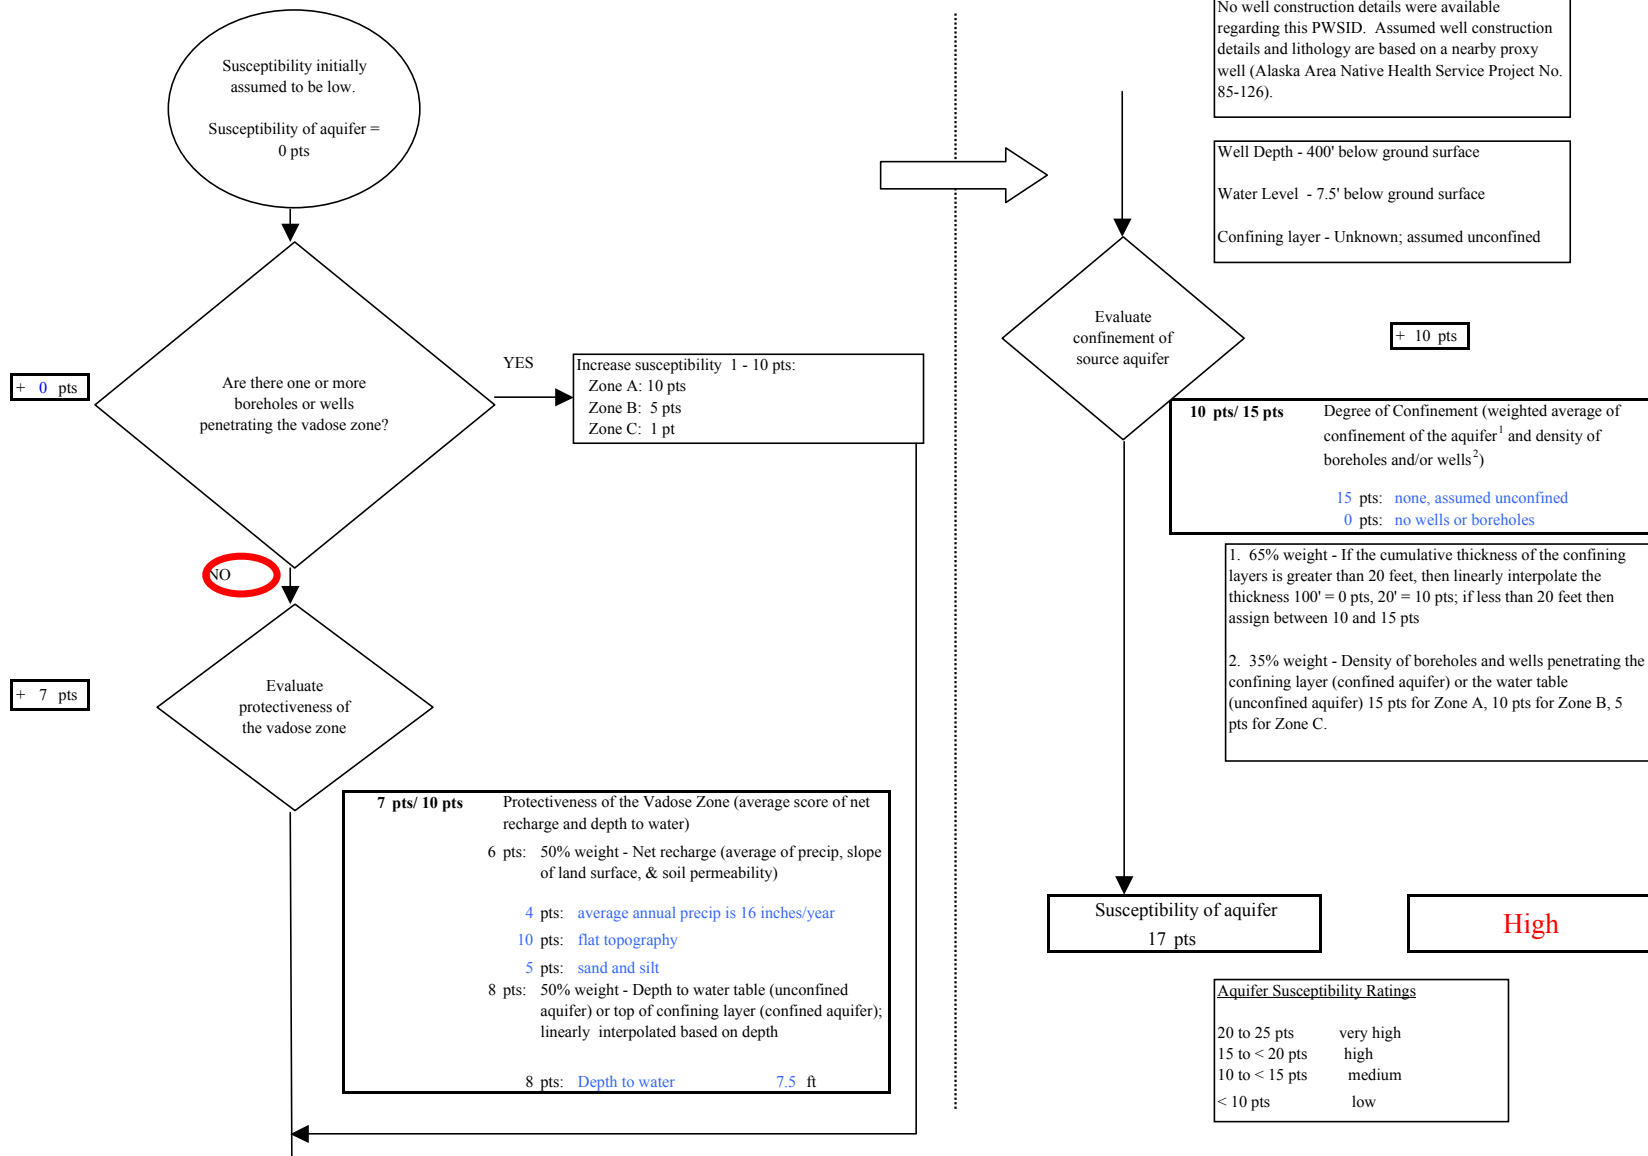 Susceptibility initially
assumed to be low.
Susceptibility of aquifer =
0 pts
+ 0 pts
Are there one or more
boreholes or wells
penetrating the vadose zone?
YES
Increase susceptibility 1 - 10 pts:
Zone A: 10 pts
Zone B: 5 pts
Zone C: 1 pt
NO
+ 7 pts
Evaluate
protectiveness of
the vadose zone
7 pts/ 10 pts Protectiveness of the Vadose Zone (average score of net
recharge and depth to water)
6 pts: 50% weight - Net recharge (average of precip, slope
of land surface, & soil permeability)
4 pts: average annual precip is 16 inches/year
10 pts: flat topography
5 pts: sand and silt
8 pts: 50% weight - Depth to water table (unconfined
aquifer) or top of confining layer (confined aquifer);
linearly interpolated based on depth
8 pts: Depth to water 7.5 ft
No well construction details were available
regarding this PWSID. Assumed well construction
details and lithology are based on a nearby proxy
well (Alaska Area Native Health Service Project No.
85-126).
Well Depth - 400' below ground surface
Water Level - 7.5' below ground surface
Confining layer - Unknown; assumed unconfined
Evaluate
confinement of
source aquifer
+ 10 pts
10 pts/ 15 pts Degree of Confinement (weighted average of
confinement of the aquifer1 and density of
boreholes and/or wells2)
15 pts: none, assumed unconfined
0 pts: no wells or boreholes
1. 65% weight - If the cumulative thickness of the confining
layers is greater than 20 feet, then linearly interpolate the
thickness 100' = 0 pts, 20' = 10 pts; if less than 20 feet then
assign between 10 and 15 pts
2. 35% weight - Density of boreholes and wells penetrating the
confining layer (confined aquifer) or the water table
(unconfined aquifer) 15 pts for Zone A, 10 pts for Zone B, 5
pts for Zone C.
Susceptibility of aquifer
17 pts
High
Aquifer Susceptibility Ratings
20 to 25 pts very high
15 to < 20 pts high
10 to < 15 pts medium
< 10 pts low